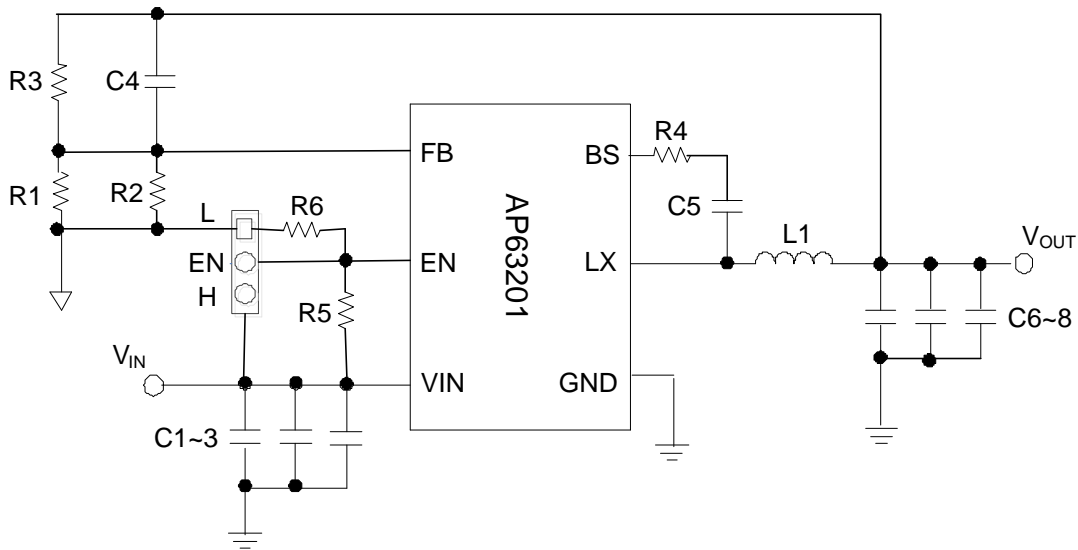 R3
C4
R1
R2
L
R6
EN
H
R5
V_IN
C1~3
FB
EN
VIN
AP63201
BS
LX
GND
R4
C5
L1
V_OUT
C6~8